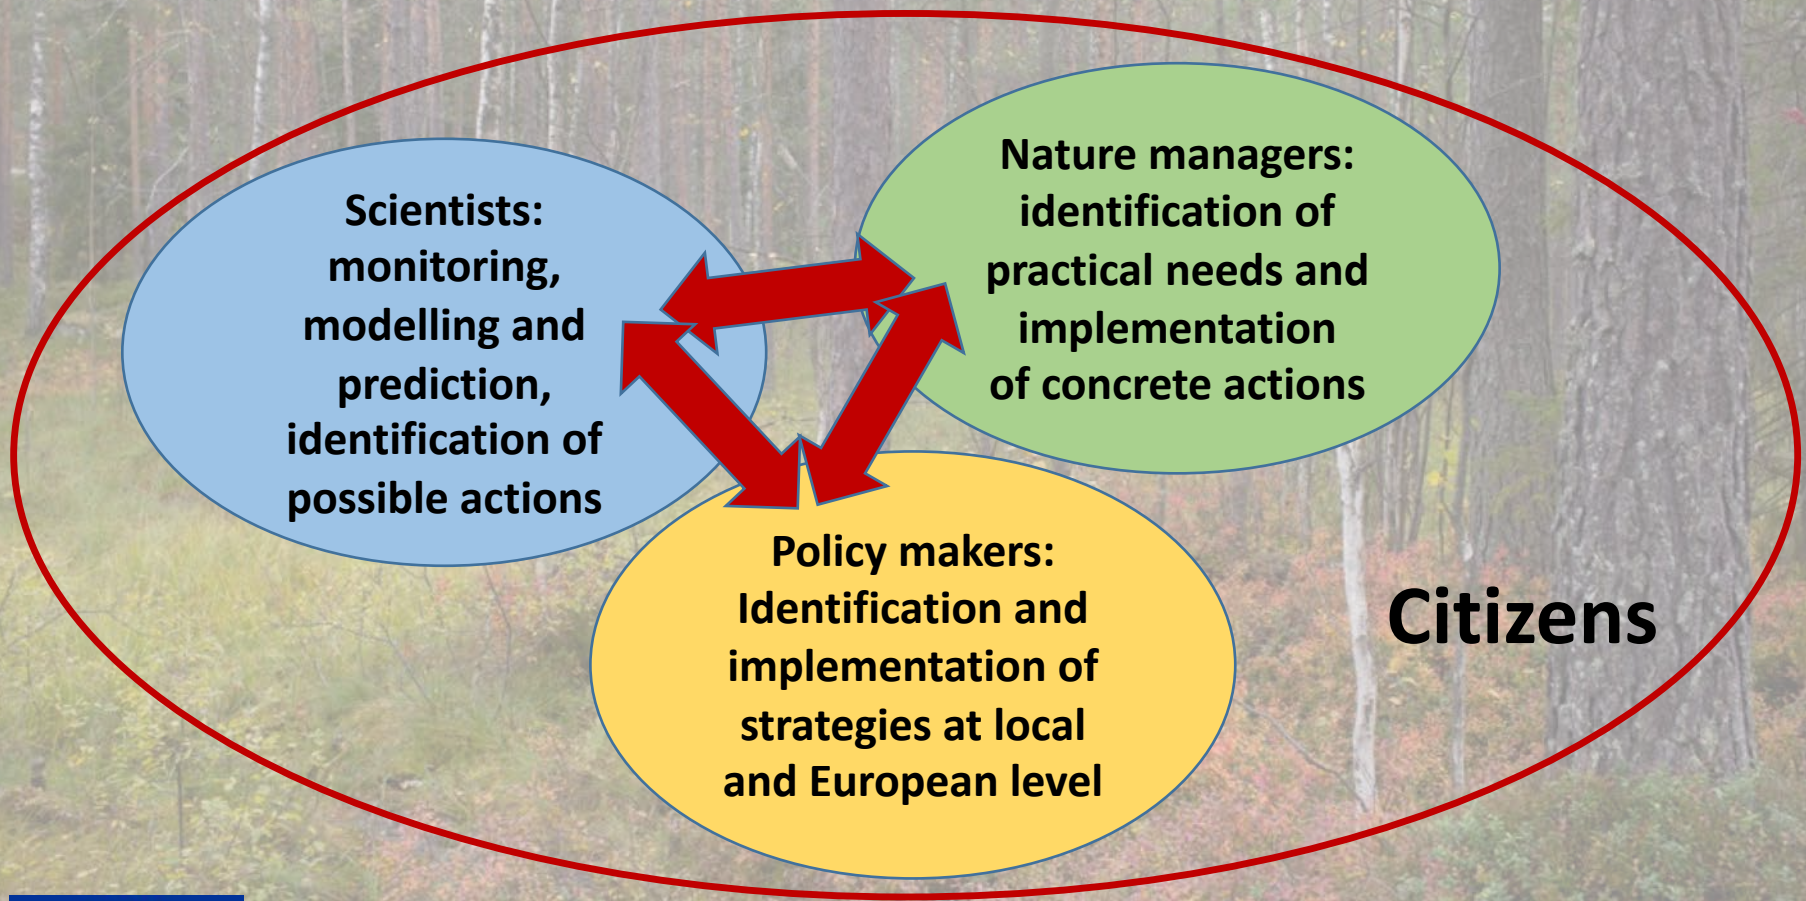 Scientists:
monitoring,
modelling and
prediction,
identification of
possible actions
Nature managers:
identification of
practical needs and
implementation
of concrete actions
Policy makers:
Identification and
implementation of
strategies at local
and European level
Citizens